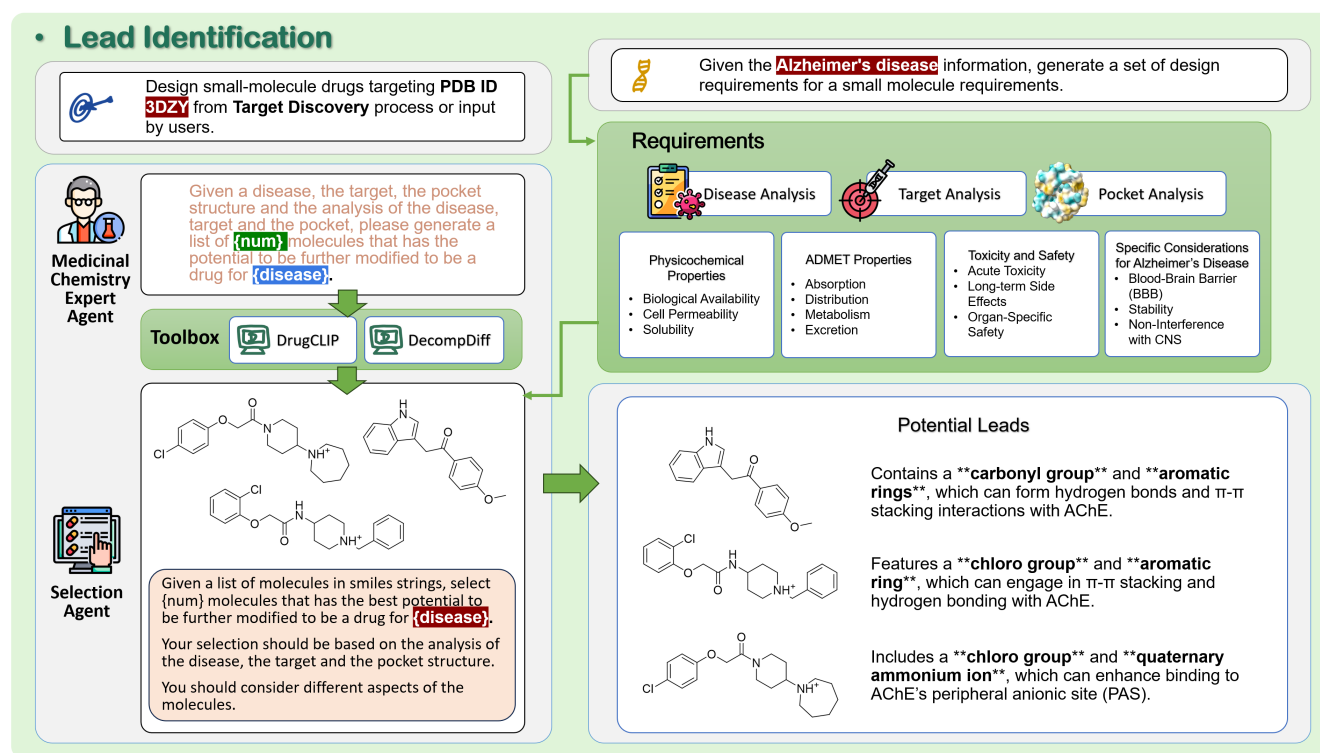 • Lead Identification
Design small-molecule drugs targeting PDB ID
3DZY from Target Discovery process or input
by users.
Medicinal
Chemistry
Expert
Agent
Given a disease, the target, the pocket
structure and the analysis of the disease,
target and the pocket, please generate a
list of {num} molecules that has the
potential to be further modified to be a
drug for {disease}.
Toolbox
DrugCLIP
DecompDiff
O
O
N
Cl
NH+
H
N
O
O
Cl
O
H
N
O
NH+
Selection
Agent
Given a list of molecules in smiles strings, select
{num} molecules that has the best potential to
be further modified to be a drug for {disease}.
Your selection should be based on the analysis of
the disease, the target and the pocket structure.
You should consider different aspects of the
molecules.
Given the Alzheimer's disease information, generate a set of design
requirements for a small molecule requirements.
Requirements
Disease Analysis
Target Analysis
Pocket Analysis
Physicochemical
Properties
• Biological Availability
• Cell Permeability
• Solubility
ADMET Properties
• Absorption
• Distribution
• Metabolism
• Excretion
Toxicity and Safety
• Acute Toxicity
• Long-term Side
Effects
• Organ-Specific
Safety
Specific Considerations
for Alzheimer's Disease
• Blood-Brain Barrier
(BBB)
• Stability
• Non-Interference
with CNS
Potential Leads
H
N
O
O
Contains a **carbonyl group** and **aromatic
rings**, which can form hydrogen bonds and π-π
stacking interactions with AChE.
Cl
O
H
N
O
NH+
Features a **chloro group** and **aromatic
ring**, which can engage in π-π stacking and
hydrogen bonding with AChE.
O
O
N
Cl
NH+
Includes a **chloro group** and **quaternary
ammonium ion**, which can enhance binding to
AChE's peripheral anionic site (PAS).